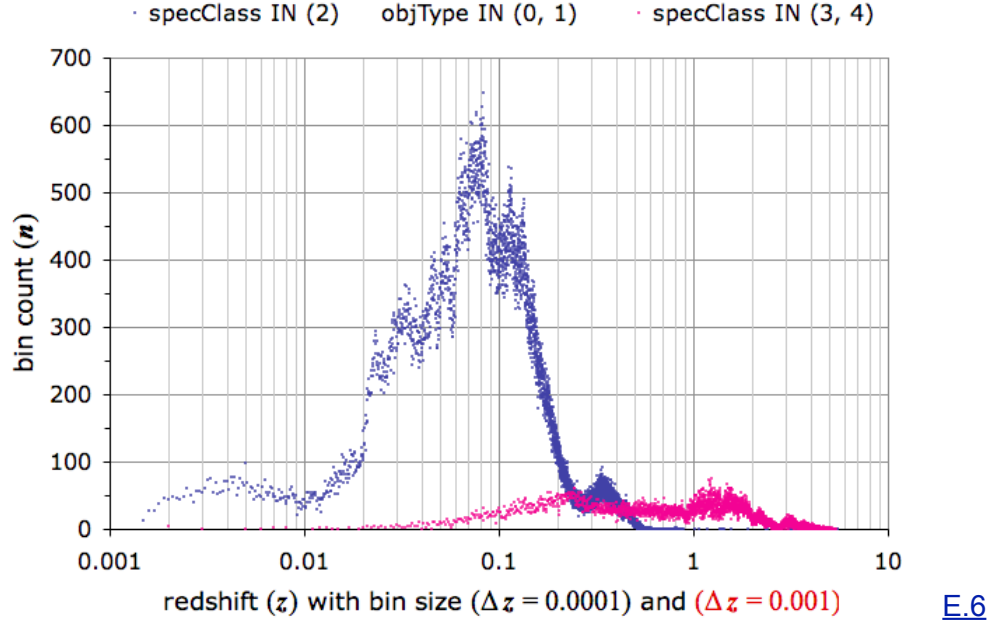 specClass IN (2) objType IN (0, 1) specClass IN (3, 4)
700
600
500
400
300
200
100
0
bin count (n)
0.001 0.01 0.1 1 10
redshift (z) with bin size (Δz = 0.0001) and (Δz = 0.001)
E.6